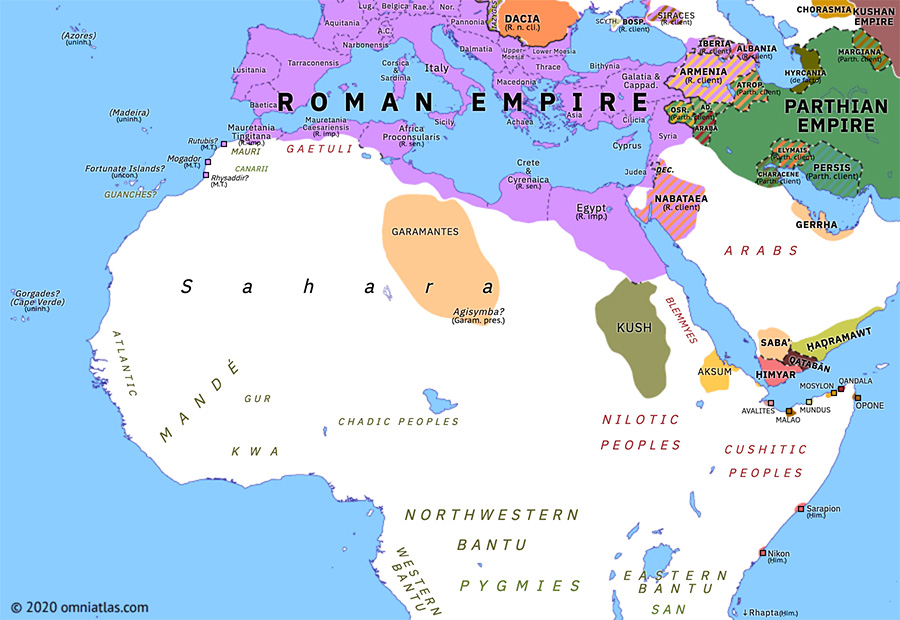 CHORASMIA
KUSHAN
EMPIRE
(Azores)
(uninh.)
Lug.
Belgica
Rae.
Nor.
Aquitania
A.C.
Narbonensis
Pannonia
IAZYGES
DACIA
(R. n. cli.)
SCYTH.
BOSP.
(R. client)
SIRACES
(R. client)
Dalmatia
Upper
Moesia
Lower Moesia
IBERIA
(R. client)
ALBANIA
(R. client)
MARGIANA
(Parth. client)
Lusitania
Tarraconensis
Corsica
&
Sardinia
Italy
Thrace
Macedonia
Bithynia
Galatia &
Cappad.
ARMENIA
(R. client)
ATROP.
(Parth. client)
HYRCANIA
(de facto)
Baetica
ROMAN EMPIRE
PARTHIAN
EMPIRE
(Madeira)
(uninh.)
Mauretania
Tingitana
(R. imp.)
Mauretania
Caesariensis
(R. imp.)
Africa
Proconsularis
(R. sen.)
Sicily
Achaea
Asia
Cilicia
OSR.
AD.
ARABA
Syria
Cyprus
Rutubis?
(M.T.)
MAURI
GAETULI
Mogador
(M.T.)
CANARII
Rhysaddir?
(M.T.)
Fortunate Islands?
(uncon.)
GUANCHES?
Crete
&
Cyrenaica
(R. sen.)
Judea
DEC.
ELYMAIS
(Parth. client)
CHARACENE
(Parth. client)
PERSIS
(Parth. client)
NABATAEA
(R. client)
Egypt
(R. imp.)
GERRHA
GARAMANTES
ARABS
Sahara
Agisymba?
(Garam. pres.)
Gorgades?
(Cape Verde)
(uninh.)
KUSH
BLEMMYES
ATLANTIC
SABA'
ḤAḌRAMAWT
QATABĀN
ḤIMYAR
AKSUM
MANDÉ
GUR
KWA
CHADIC PEOPLES
AVALITES
MALAO
MUNDUS
MOSYLON
QANDALA
OPONE
NILOTIC
PEOPLES
CUSHITIC
PEOPLES
NORTHWESTERN
BANTU
Sarapion
(Him.)
WESTERN
BANTU
PYGMIES
EASTERN
BANTU
SAN
Nikon
(Him.)
↓Rhapta(Him.)
© 2020 omniatlas.com